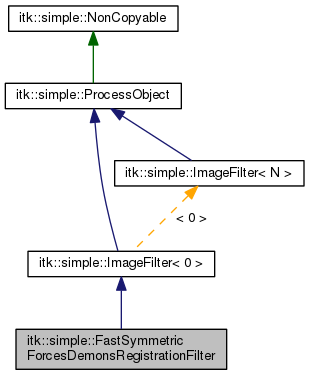 itk::simple::NonCopyable
itk::simple::ProcessObject
itk::simple::ImageFilter< N >
< 0 >
itk::simple::ImageFilter< 0 >
itk::simple::FastSymmetric
ForcesDemonsRegistrationFilter